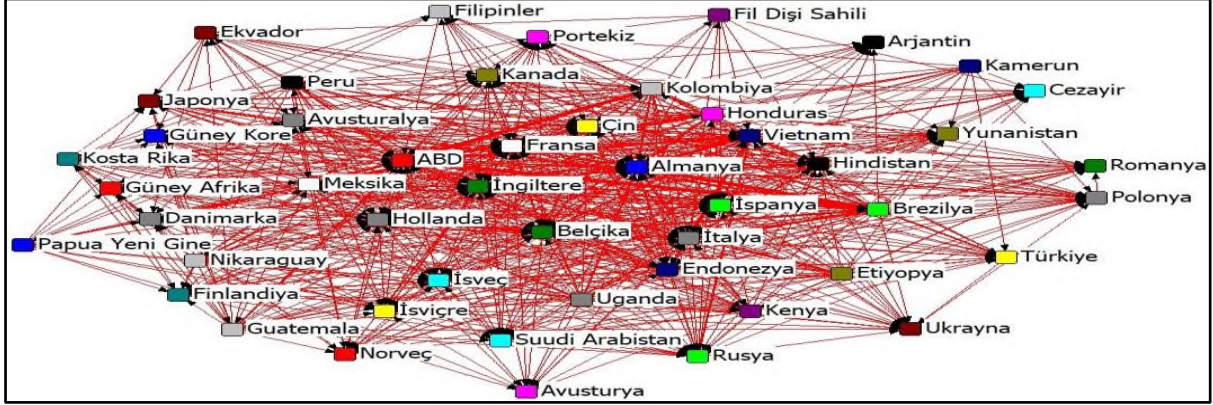 Filipinler
Fil Dişi Sahili
Ekvador
Portekiz
Arjantin
Kanada
Kamerun
Peru
Kolombiya
Cezayir
Japonya
Avusturalya
Honduras
Çin
Güney Kore
Fransa
Vietnam
Yunanistan
Kosta Rika
ABD
Almanya
Hindistan
Romanya
Güney Afrika
Meksika
İngiltere
Polonya
Danimarka
Hollanda
İspanya
Brezilya
Belçika
İtalya
Papua Yeni Gine
Nikaraguay
Türkiye
Endonezya
Etiyopya
İsveç
Finlandiya
Uganda
İsviçre
Kenya
Guatemala
Suudi Arabistan
Ukrayna
Norveç
Rusya
Avusturya